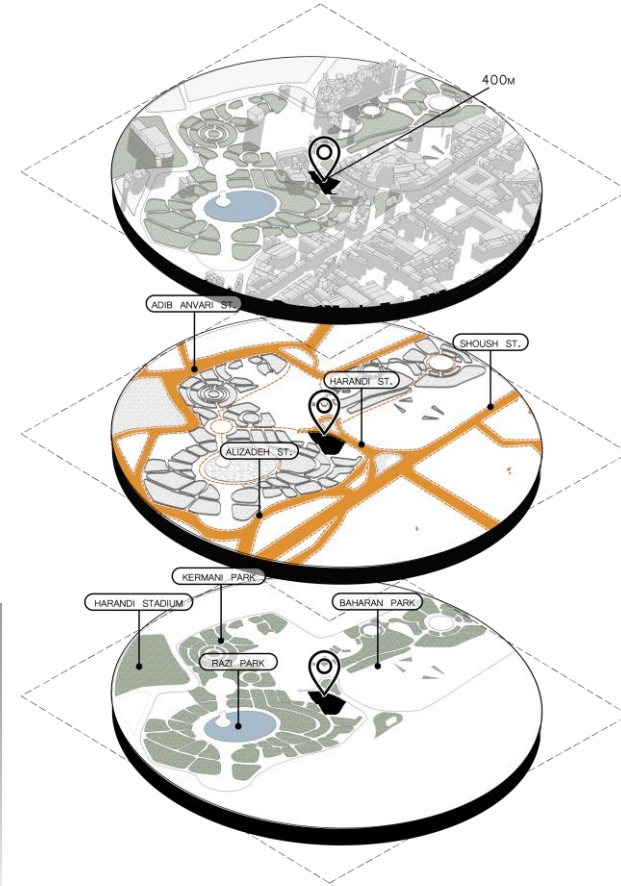 400M
ADIB ANVARI ST.
SHOUSH ST.
HARANDI ST.
ALIZADEH ST.
KERMANI PARK
HARANDI STADIUM
BAHARAN PARK
RAZI PARK